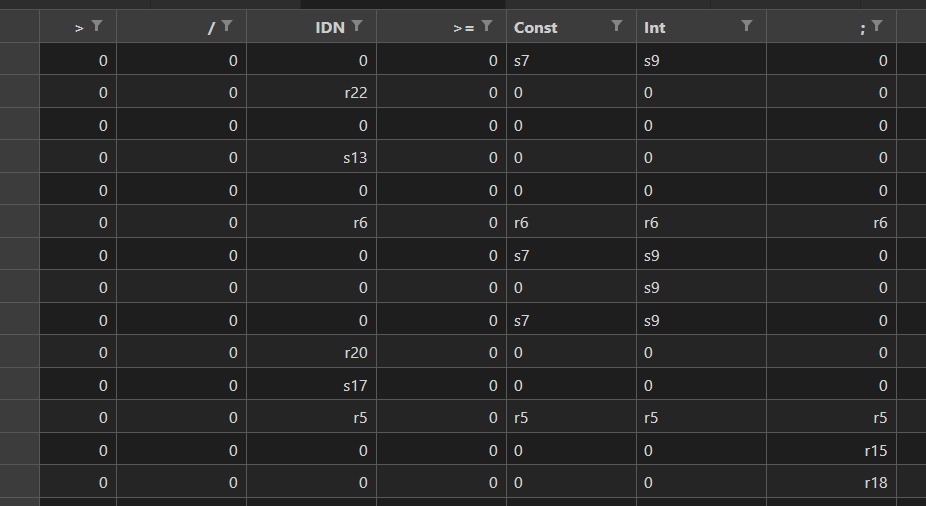 > / IDN >= Const Int ;
0 0 0 0 s7 s9 0
0 0 r22 0 0 0 0
0 0 0 0 0 0 0
0 0 s13 0 0 0 0
0 0 0 0 0 0 0
0 0 r6 0 r6 r6 r6
0 0 0 0 s7 s9 0
0 0 0 0 0 s9 0
0 0 0 0 s7 s9 0
0 0 r20 0 0 0 0
0 0 s17 0 0 0 0
0 0 r5 0 r5 r5 r5
0 0 0 0 0 0 r15
0 0 0 0 0 0 r18